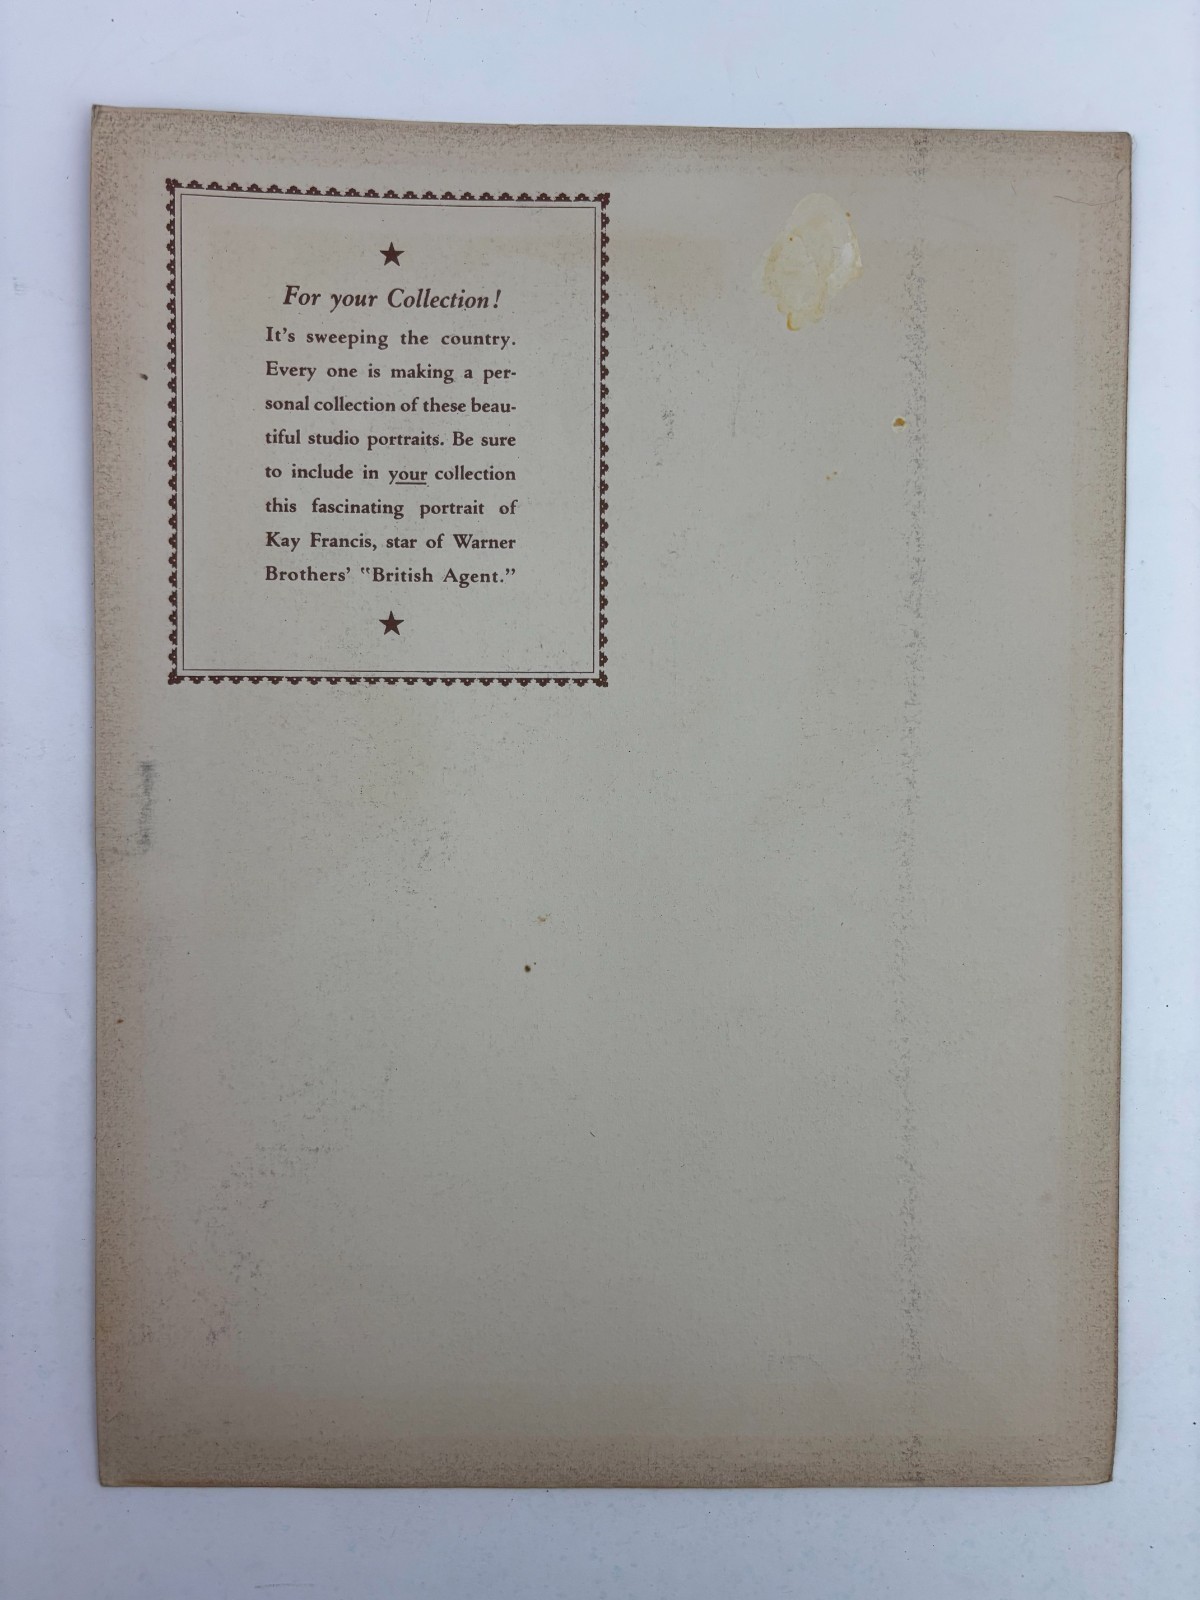 For your Collection!
It's sweeping the country.
Every one is making a per-
sonal collection of these beau-
tiful studio portraits. Be sure
to include in your collection
this fascinating portrait of
Kay Francis, star of Warner
Brothers' "British Agent."